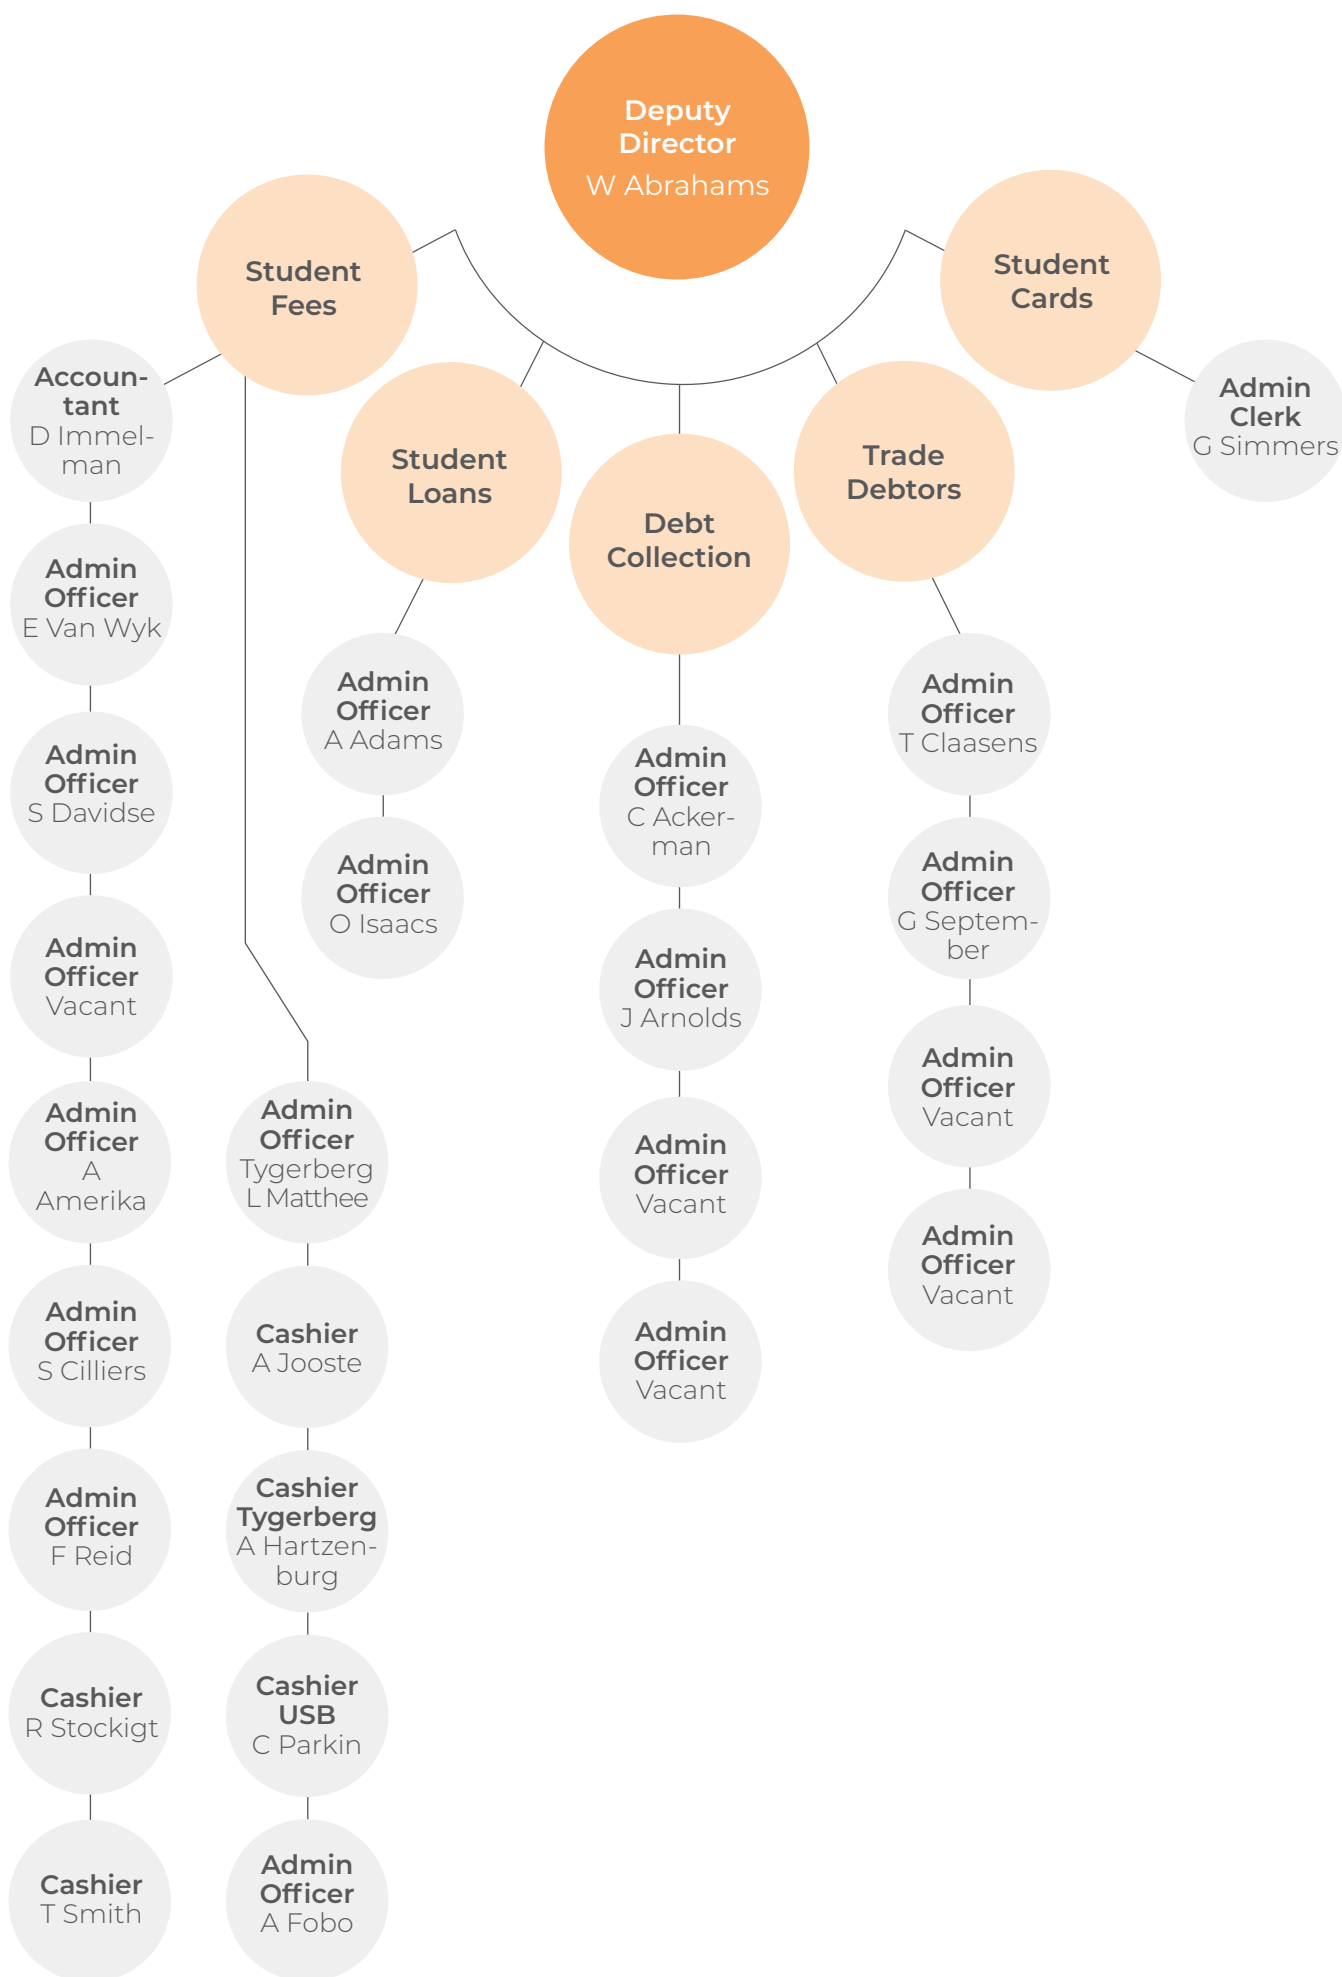 Deputy
Director
W Abrahams
Student
Fees
Student
Cards
Student
Loans
Debt
Collection
Trade
Debtors
Accoun-
tant
D Immel-
man
Admin
Officer
E Van Wyk
Admin
Officer
S Davidse
Admin
Officer
Vacant
Admin
Officer
A
Amerika
Admin
Officer
S Cilliers
Admin
Officer
F Reid
Cashier
R Stockigt
Cashier
T Smith
Admin
Officer
Tygerberg
L Matthee
Cashier
A Jooste
Cashier
Tygerberg
A Hartzen-
burg
Cashier
USB
C Parkin
Admin
Officer
A Fobo
Admin
Officer
A Adams
Admin
Officer
O Isaacs
Admin
Officer
C Acker-
man
Admin
Officer
J Arnolds
Admin
Officer
Vacant
Admin
Officer
Vacant
Admin
Officer
T Claasens
Admin
Officer
G Septem-
ber
Admin
Officer
Vacant
Admin
Officer
Vacant
Admin
Clerk
G Simmers